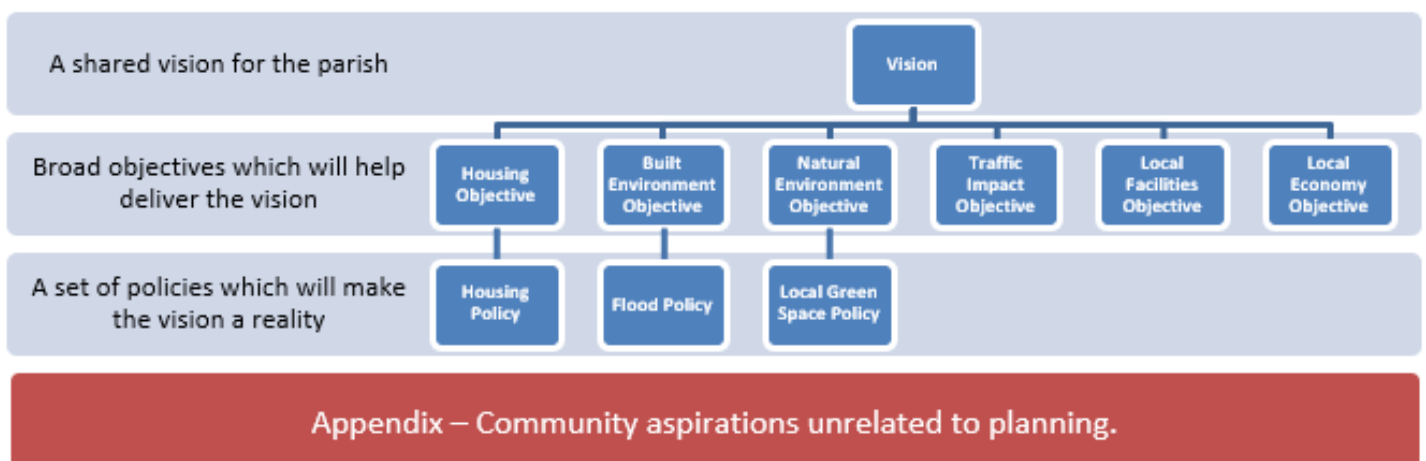 A shared vision for the parish
Vision
Broad objectives which will help
deliver the vision
Housing
Objective
Built
Environment
Objective
Natural
Environment
Objective
Traffic
Impact
Objective
Local
Facilities
Objective
Local
Economy
Objective
A set of policies which will make
the vision a reality
Housing
Policy
Flood Policy
Local Green
Space Policy
Appendix – Community aspirations unrelated to planning.